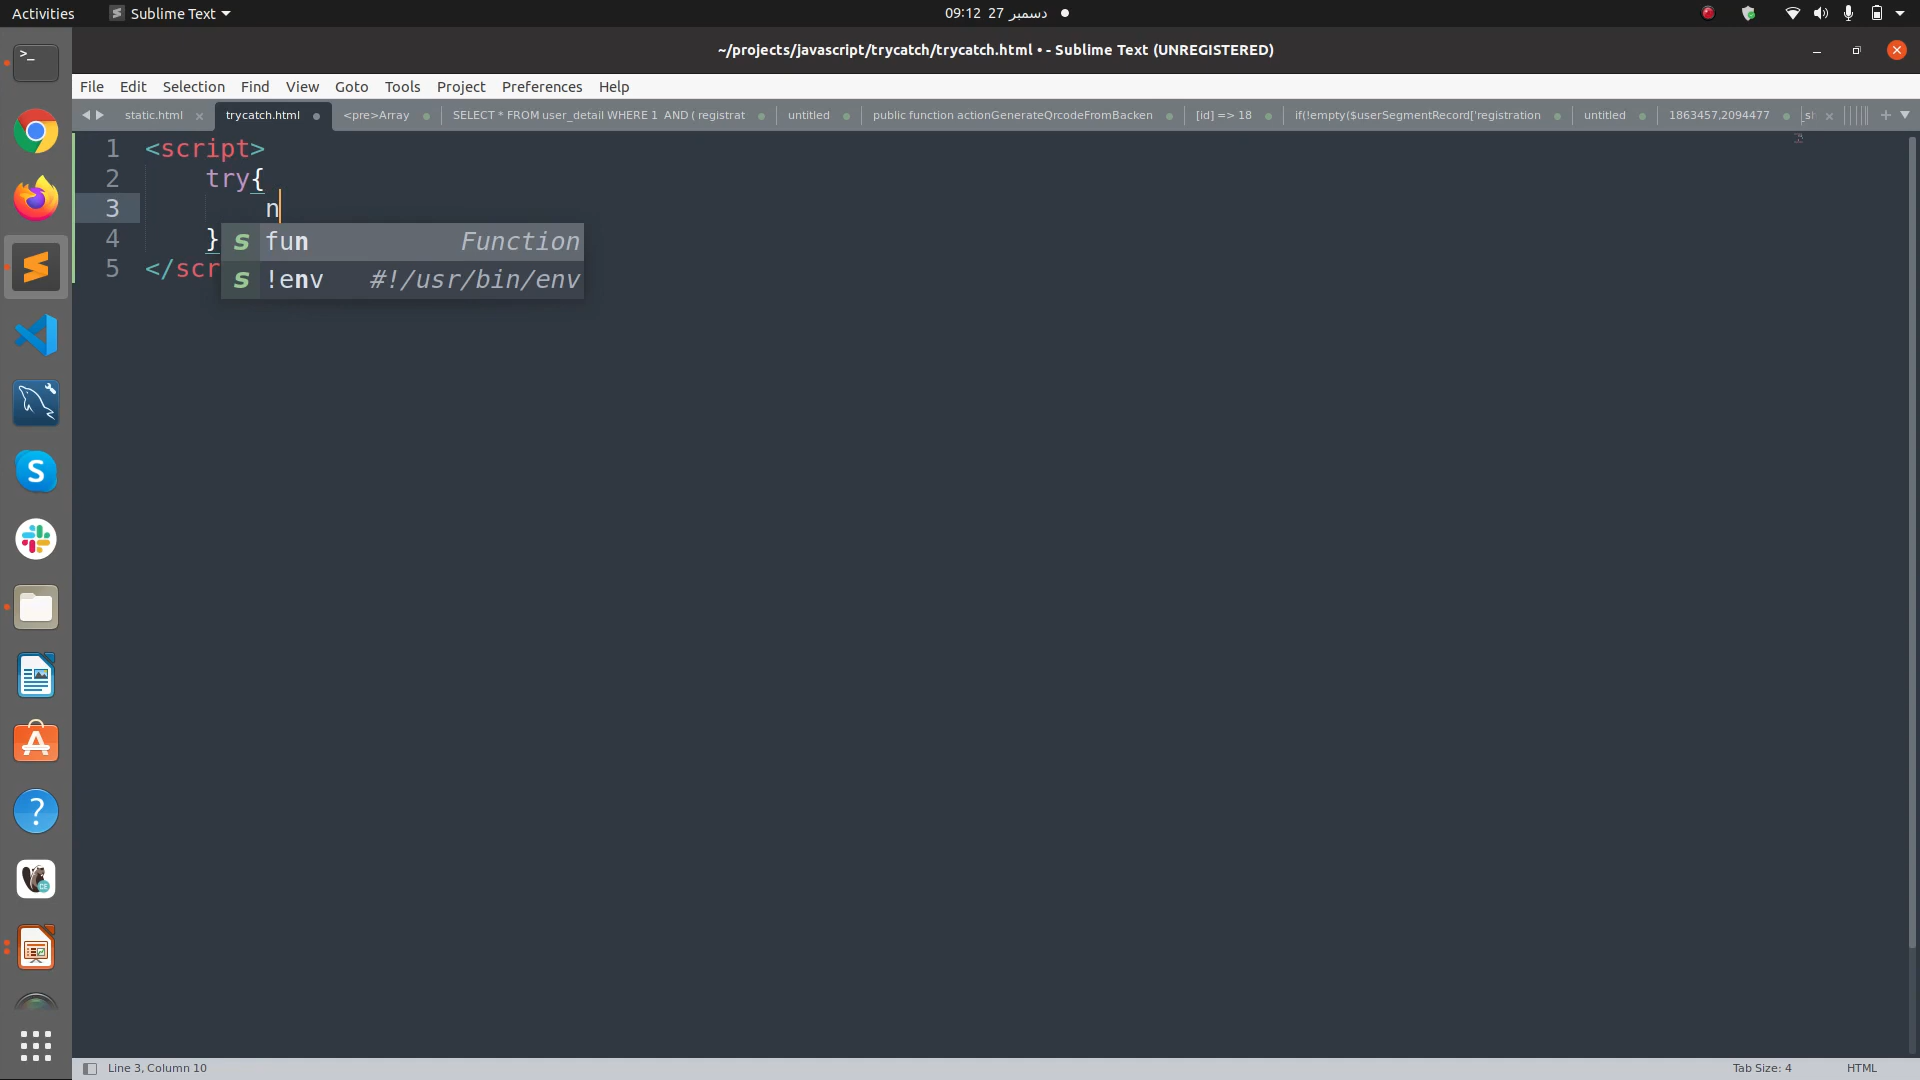 Activities
Sublime Text
09:12 27 دسمبر
~/projects/javascript/trycatch/trycatch.html • - Sublime Text (UNREGISTERED)
File Edit Selection Find View Goto Tools Project Preferences Help
static.html
trycatch.html
<pre>Array
SELECT * FROM user_detail WHERE 1 AND ( registrat
untitled
public function actionGenerateQrcodeFromBacken
[id] => 18
if(!empty($userSegmentRecord['registration
untitled
1863457,2094477
1 <script>
2 try{
3 n
4 }
5 </scr
s fun Function
s !env #!/usr/bin/env
Line 3, Column 10
Tab Size: 4
HTML